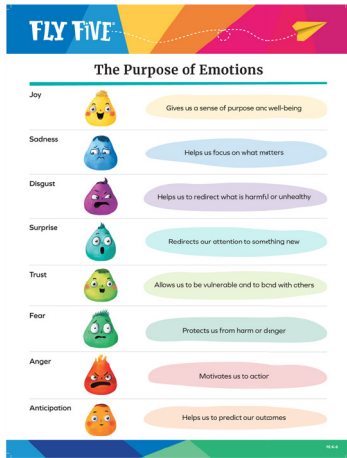 FLY FiVE
The Purpose of Emotions
Joy
Gives us a sense of purpose and well-being
Sadness
Helps us focus on what matters
Disgust
Helps us to redirect what is harmful or unhealthy
Surprise
Redirects our attention to something new
Trust
Allows us to be vulnerable and to bond with others
Fear
Protects us from harm or danger
Anger
Motivates us to action
Anticipation
Helps us to predict our outcomes